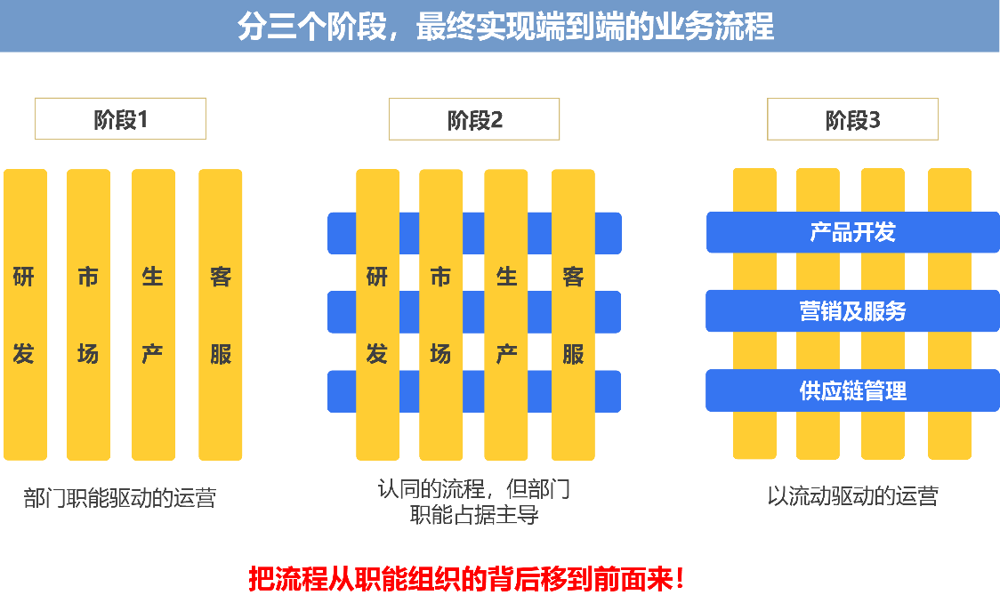 分三个阶段，最终实现端到端的业务流程
阶段1
研发
市场
生产
客服
部门职能驱动的运营
阶段2
研发
市场
生产
客服
认同的流程，但部门
职能占据主导
阶段3
产品开发
营销及服务
供应链管理
以流动驱动的运营
把流程从职能组织的背后移到前面来！